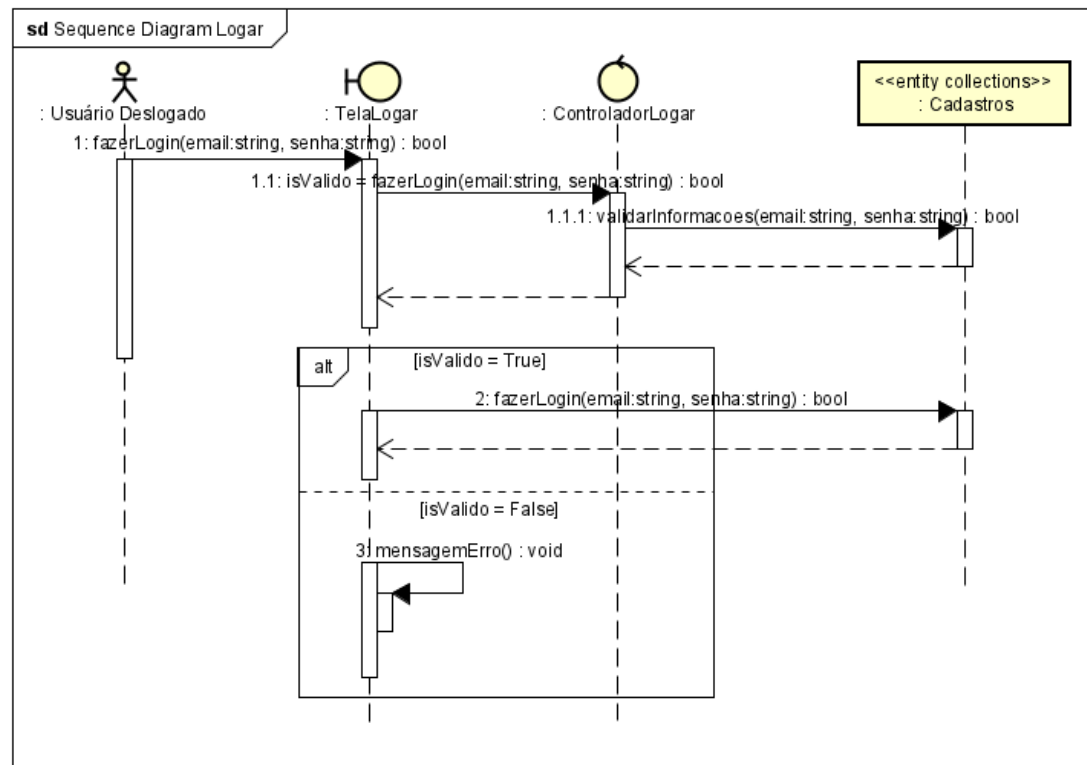 sd Sequence Diagram Logar
: Usuário Deslogado
: TelaLogar
: ControladorLogar
<<entity collections>>
: Cadastros
1: fazerLogin(email:string, senha:string) : bool
1.1: isValido = fazerLogin(email:string, senha:string) : bool
1.1.1: validarInformacoes(email:string, senha:string) : bool
alt
[isValido = True]
2: fazerLogin(email:string, senha:string) : bool
[isValido = False]
3: mensagemErro() : void